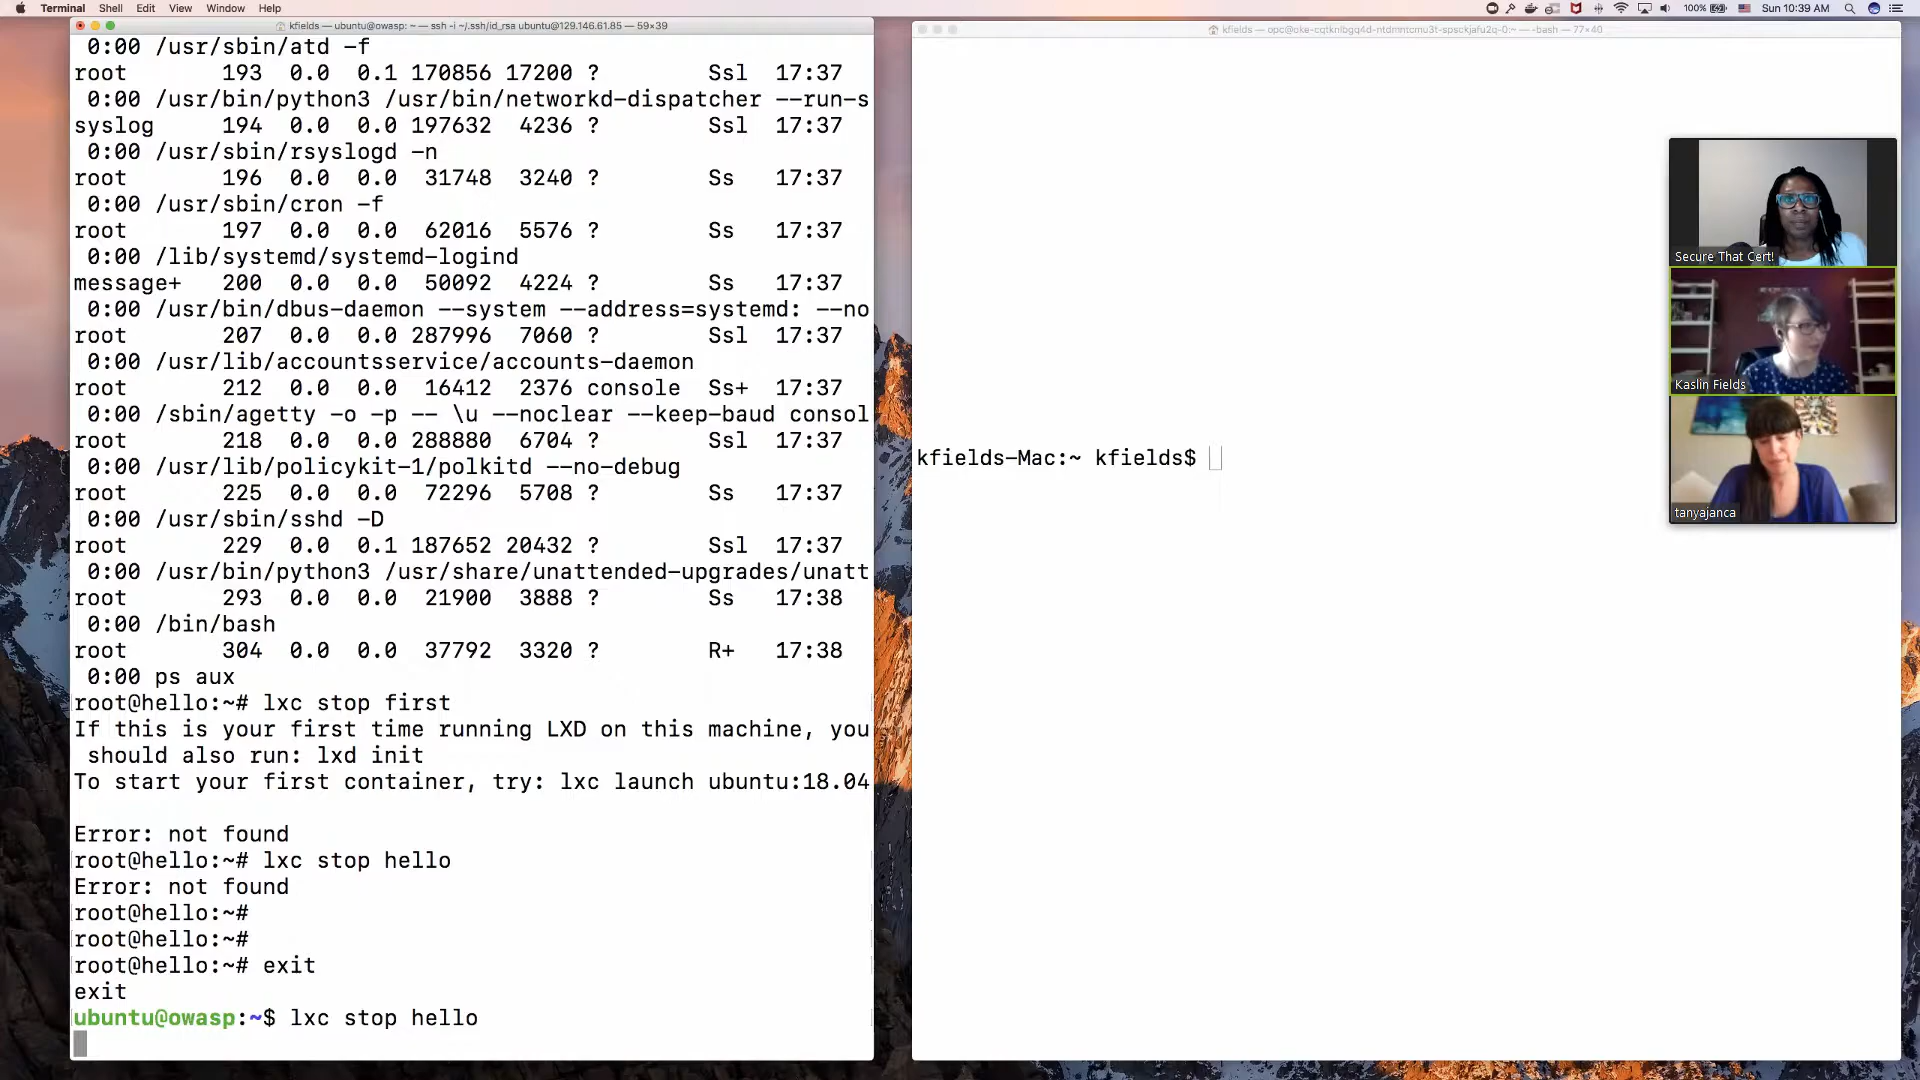 Terminal Shell Edit View Window Help
100% Sun 10:39 AM
kfields — ubuntu@owasp: ~ — ssh -i ~/.ssh/id_rsa ubuntu@129.146.61.85 — 59×39
0:00 /usr/sbin/atd -f
root 193 0.0 0.1 170856 17200 ? Ssl 17:37
0:00 /usr/bin/python3 /usr/bin/networkd-dispatcher --run-s
syslog 194 0.0 0.0 197632 4236 ? Ssl 17:37
0:00 /usr/sbin/rsyslogd -n
root 196 0.0 0.0 31748 3240 ? Ss 17:37
0:00 /usr/sbin/cron -f
root 197 0.0 0.0 62016 5576 ? Ss 17:37
0:00 /lib/systemd/systemd-logind
message+ 200 0.0 0.0 50092 4224 ? Ss 17:37
0:00 /usr/bin/dbus-daemon --system --address=systemd: --no
root 207 0.0 0.0 287996 7060 ? Ssl 17:37
0:00 /usr/lib/accountsservice/accounts-daemon
root 212 0.0 0.0 16412 2376 console Ss+ 17:37
0:00 /sbin/agetty -o -p -- \u --noclear --keep-baud consol
root 218 0.0 0.0 288880 6704 ? Ssl 17:37
0:00 /usr/lib/policykit-1/polkitd --no-debug
root 225 0.0 0.0 72296 5708 ? Ss 17:37
0:00 /usr/sbin/sshd -D
root 229 0.0 0.1 187652 20432 ? Ssl 17:37
0:00 /usr/bin/python3 /usr/share/unattended-upgrades/unatt
root 293 0.0 0.0 21900 3888 ? Ss 17:38
0:00 /bin/bash
root 304 0.0 0.0 37792 3320 ? R+ 17:38
0:00 ps aux
root@hello:~# lxc stop first
If this is your first time running LXD on this machine, you
should also run: lxd init
To start your first container, try: lxc launch ubuntu:18.04
Error: not found
root@hello:~# lxc stop hello
Error: not found
root@hello:~#
root@hello:~#
root@hello:~# exit
exit
ubuntu@owasp:~$ lxc stop hello
kfields-Mac:~ kfields$
Secure That Cert!
Kaslin Fields
tanyajanca